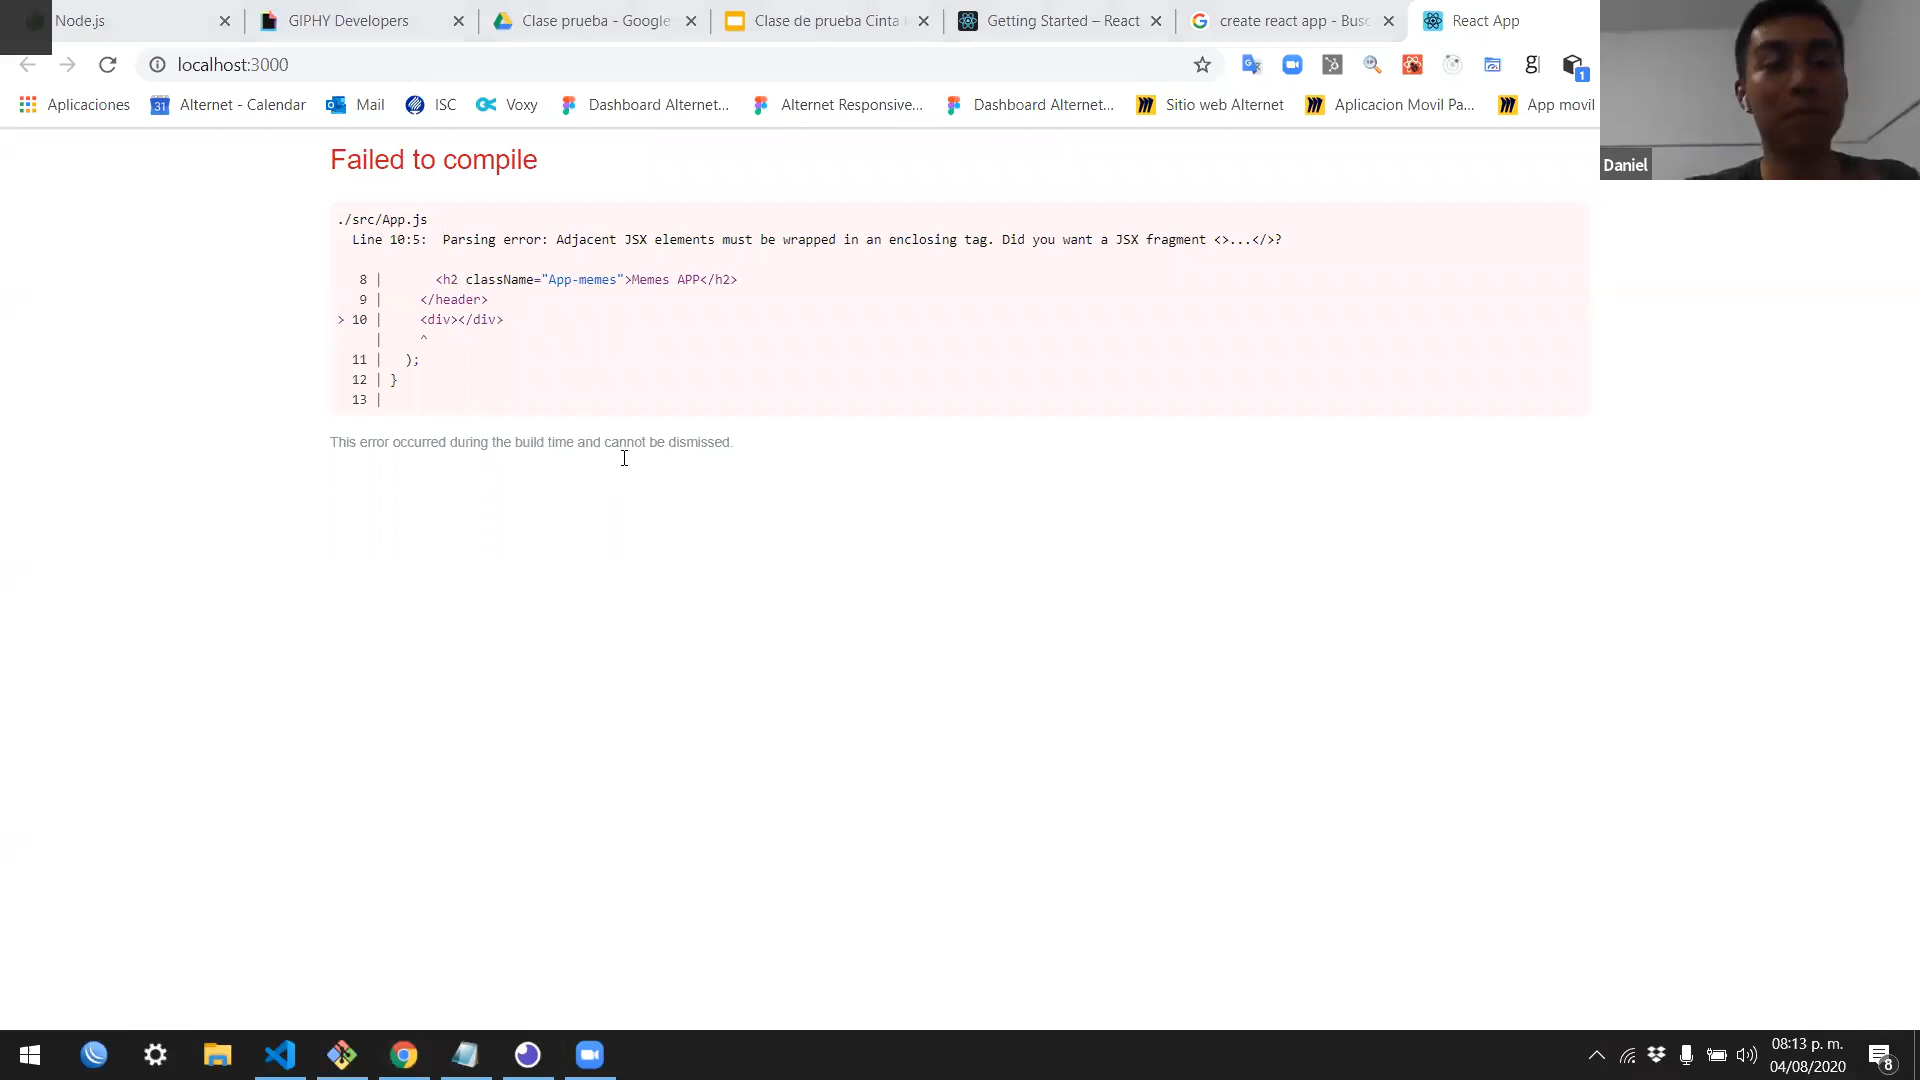 Node.js
GIPHY Developers
Clase prueba - Google
Clase de prueba Cinta
Getting Started – React
create react app - Bus
React App
localhost:3000
1
Aplicaciones
31
Alternet - Calendar
Mail
ISC
Voxy
Dashboard Alternet...
Alternet Responsive...
Dashboard Alternet...
Sitio web Alternet
Aplicacion Movil Pa...
App movil
Daniel
Failed to compile
./src/App.js
Line 10:5:  Parsing error: Adjacent JSX elements must be wrapped in an enclosing tag. Did you want a JSX fragment <>...</>?
8 |       <h2 className="App-memes">Memes APP</h2>
9 |     </header>
> 10 |     <div></div>
|     ^
11 |   );
12 | }
13 |
This error occurred during the build time and cannot be dismissed.
08:13 p. m.
04/08/2020
8